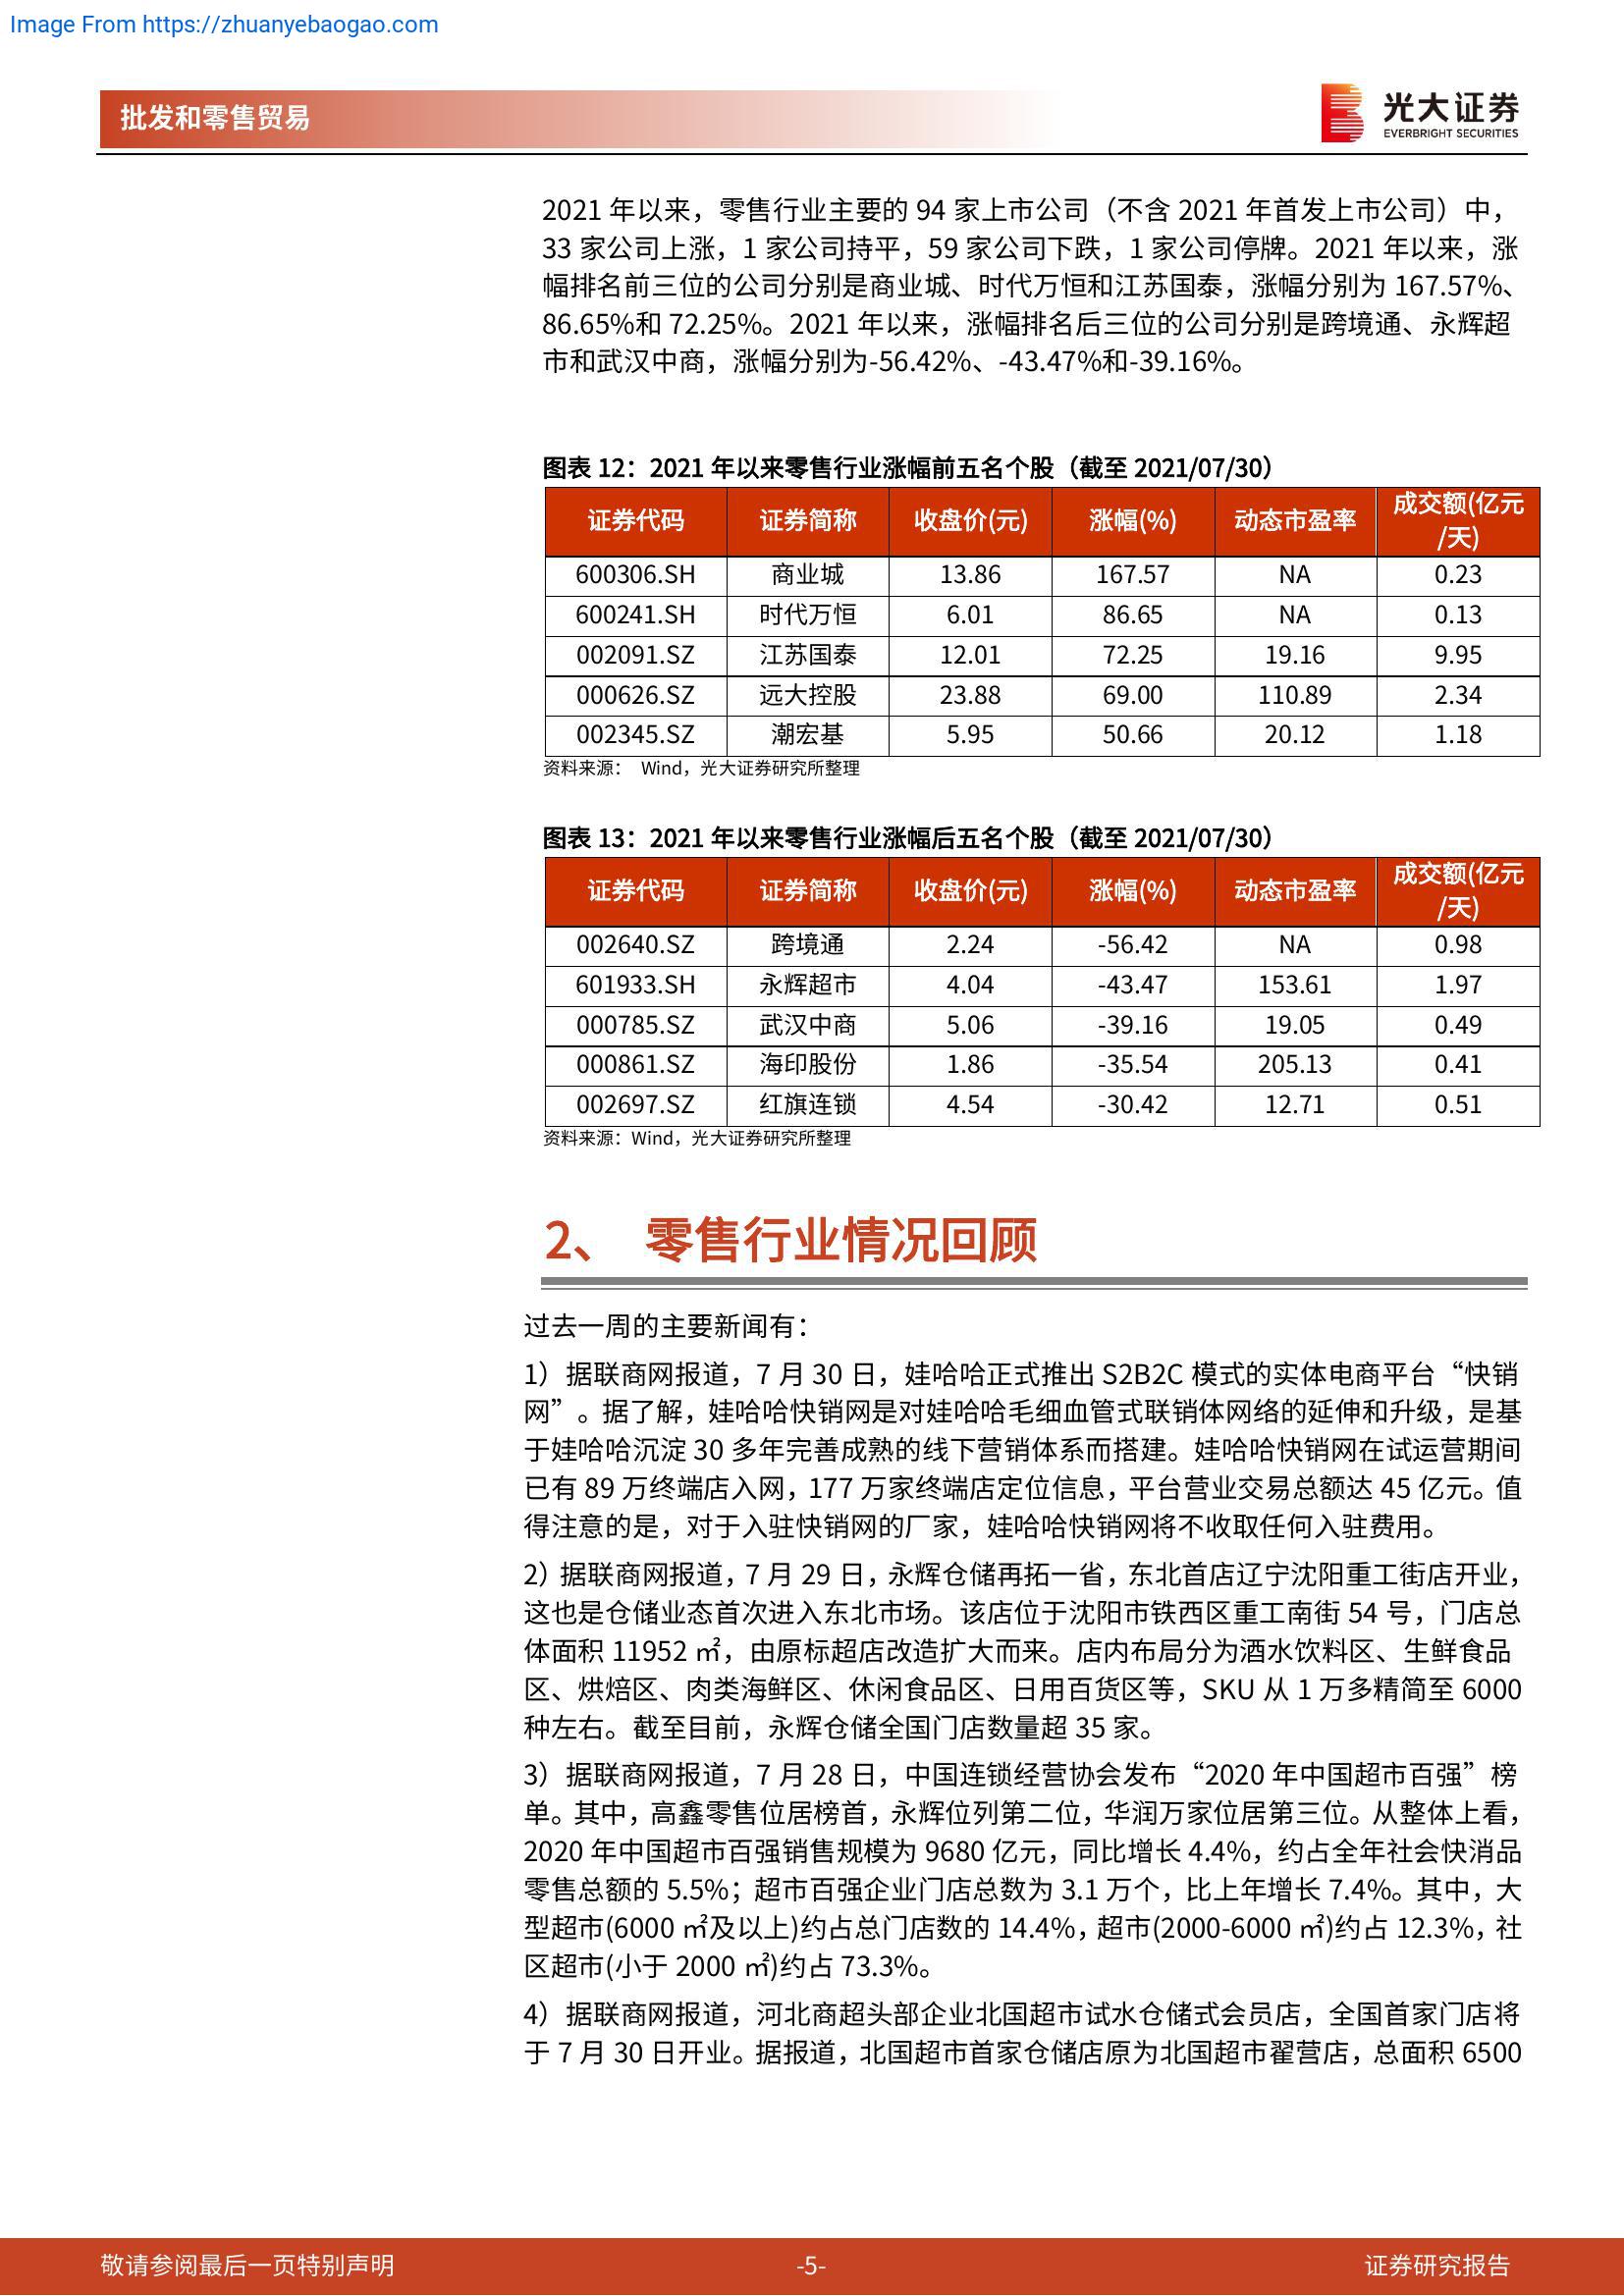 Image From https://zhuanyebaogao.com
批发和零售贸易
光大证券
EVERBRIGHT SECURITIES
2021 年以来，零售行业主要的 94 家上市公司（不含 2021 年首发上市公司）中，
33 家公司上涨，1 家公司持平，59 家公司下跌，1 家公司停牌。2021 年以来，涨
幅排名前三位的公司分别是商业城、时代万恒和江苏国泰，涨幅分别为 167.57%、
86.65%和 72.25%。2021 年以来，涨幅排名后三位的公司分别是跨境通、永辉超
市和武汉中商，涨幅分别为-56.42%、-43.47%和-39.16%。
图表 12：2021 年以来零售行业涨幅前五名个股（截至 2021/07/30）
证券代码 证券简称 收盘价(元) 涨幅(%) 动态市盈率 成交额(亿元
/天)
600306.SH 商业城 13.86 167.57 NA 0.23
600241.SH 时代万恒 6.01 86.65 NA 0.13
002091.SZ 江苏国泰 12.01 72.25 19.16 9.95
000626.SZ 远大控股 23.88 69.00 110.89 2.34
002345.SZ 潮宏基 5.95 50.66 20.12 1.18
资料来源： Wind，光大证券研究所整理
图表 13：2021 年以来零售行业涨幅后五名个股（截至 2021/07/30）
证券代码 证券简称 收盘价(元) 涨幅(%) 动态市盈率 成交额(亿元
/天)
002640.SZ 跨境通 2.24 -56.42 NA 0.98
601933.SH 永辉超市 4.04 -43.47 153.61 1.97
000785.SZ 武汉中商 5.06 -39.16 19.05 0.49
000861.SZ 海印股份 1.86 -35.54 205.13 0.41
002697.SZ 红旗连锁 4.54 -30.42 12.71 0.51
资料来源：Wind，光大证券研究所整理
2、 零售行业情况回顾
过去一周的主要新闻有：
1）据联商网报道，7 月 30 日，娃哈哈正式推出 S2B2C 模式的实体电商平台“快销
网”。据了解，娃哈哈快销网是对娃哈哈毛细血管式联销体网络的延伸和升级，是基
于娃哈哈沉淀 30 多年完善成熟的线下营销体系而搭建。娃哈哈快销网在试运营期间
已有 89 万终端店入网，177 万家终端店定位信息，平台营业交易总额达 45 亿元。值
得注意的是，对于入驻快销网的厂家，娃哈哈快销网将不收取任何入驻费用。
2）据联商网报道，7 月 29 日，永辉仓储再拓一省，东北首店辽宁沈阳重工街店开业，
这也是仓储业态首次进入东北市场。该店位于沈阳市铁西区重工南街 54 号，门店总
体面积 11952 ㎡，由原标超店改造扩大而来。店内布局分为酒水饮料区、生鲜食品
区、烘焙区、肉类海鲜区、休闲食品区、日用百货区等，SKU 从 1 万多精简至 6000
种左右。截至目前，永辉仓储全国门店数量超 35 家。
3）据联商网报道，7 月 28 日，中国连锁经营协会发布“2020 年中国超市百强”榜
单。其中，高鑫零售位居榜首，永辉位列第二位，华润万家位居第三位。从整体上看，
2020 年中国超市百强销售规模为 9680 亿元，同比增长 4.4%，约占全年社会快消品
零售总额的 5.5%；超市百强企业门店总数为 3.1 万个，比上年增长 7.4%。其中，大
型超市(6000 ㎡及以上)约占总门店数的 14.4%，超市(2000-6000 ㎡)约占 12.3%，社
区超市(小于 2000 ㎡)约占 73.3%。
4）据联商网报道，河北商超头部企业北国超市试水仓储式会员店，全国首家门店将
于 7 月 30 日开业。据报道，北国超市首家仓储店原为北国超市翟营店，总面积 6500
敬请参阅最后一页特别声明 -5- 证券研究报告